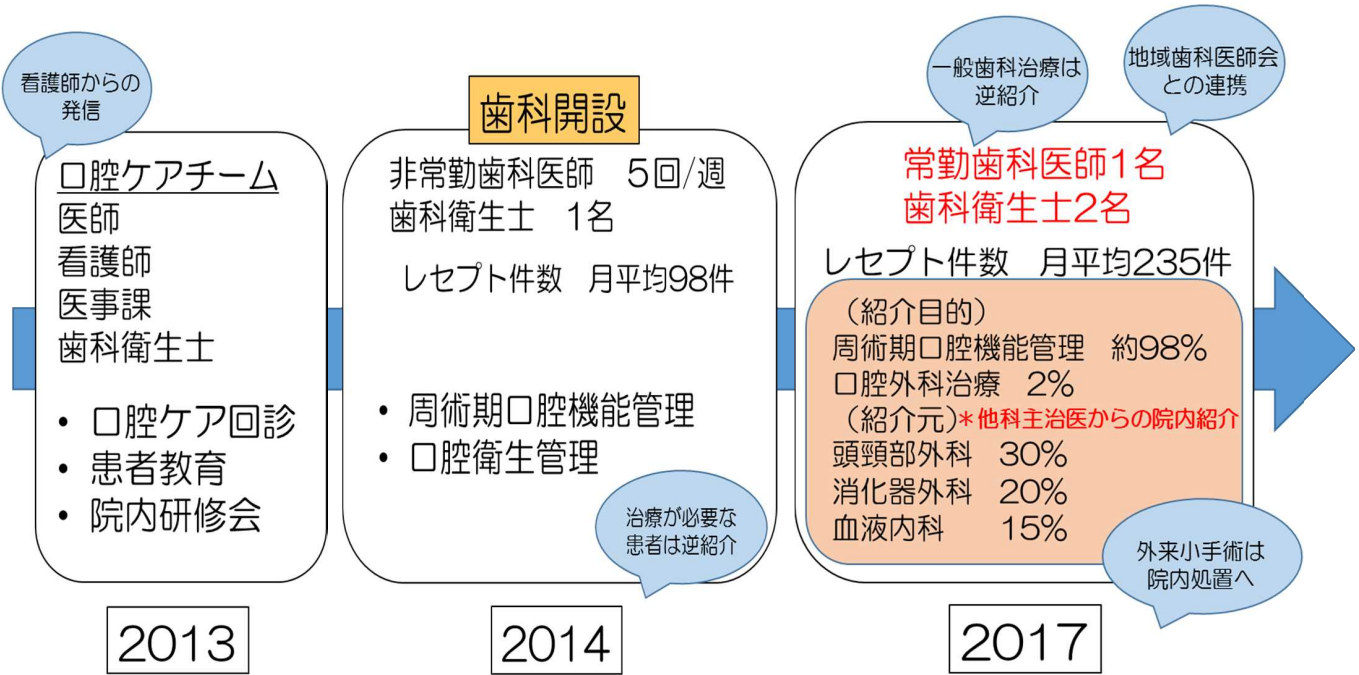 看護師からの
発信
口腔ケアチーム
医師
看護師
医事課
歯科衛生士
• 口腔ケア回診
• 患者教育
• 院内研修会
2013
歯科開設
非常勤歯科医師　5回/週
歯科衛生士　1名
レセプト件数　月平均98件
• 周術期口腔機能管理
• 口腔衛生管理
治療が必要な
患者は逆紹介
2014
一般歯科治療は
逆紹介
地域歯科医師会
との連携
常勤歯科医師1名
歯科衛生士2名
レセプト件数　月平均235件
（紹介目的）
周術期口腔機能管理　約98%
口腔外科治療　2%
（紹介元）*他科主治医からの院内紹介
頭頸部外科　30%
消化器外科　20%
血液内科　　15%
外来小手術は
院内処置へ
2017